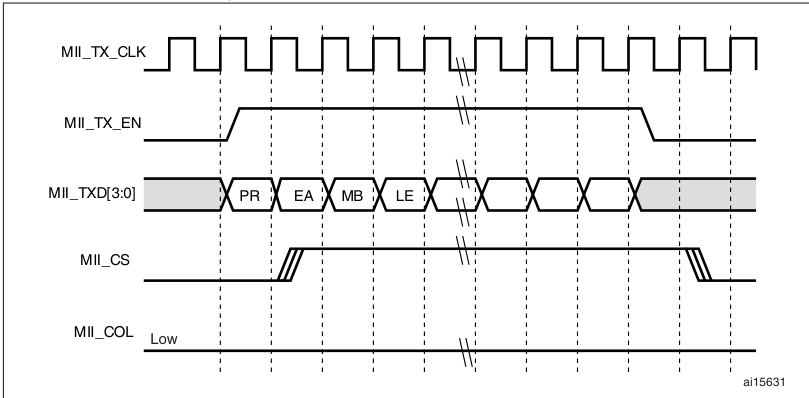 MII_TX_CLK
MII_TX_EN
MII_TXD[3:0]
PR EA MB LE
MII_CS
MII_COL
Low
ai15631